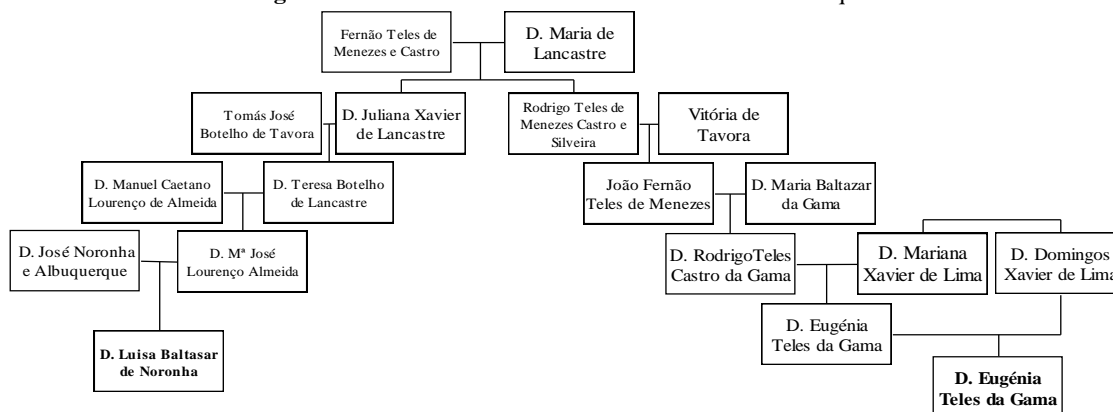 Fernão Teles de
Menezes e Castro
D. Maria de
Lancastre
Tomás José
Botelho de Tavora
D. Juliana Xavier
de Lancastre
Rodrigo Teles de
Menezes Castro e
Silveira
Vitória de
Tavora
D. Manuel Caetano
Lourenço de Almeida
D. Teresa Botelho
de Lancastre
João Fernão
Teles de Menezes
D. Maria Baltazar
da Gama
D. José Noronha
e Albuquerque
D. Mª José
Lourenço Almeida
D. RodrigoTeles
Castro da Gama
D. Mariana
Xavier de Lima
D. Domingos
Xavier de Lima
D. Eugénia
Teles da Gama
D. Luisa Baltasar
de Noronha
D. Eugénia
Teles da Gama